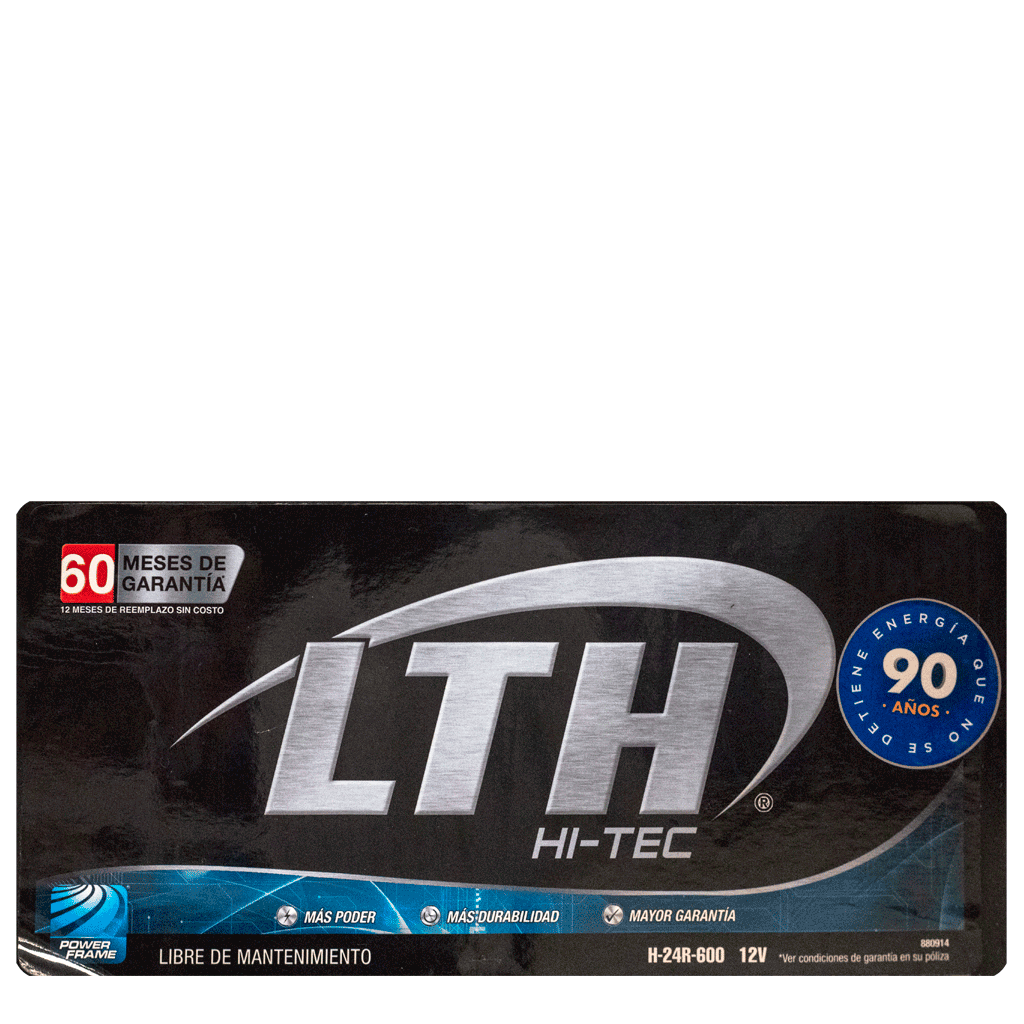 60 MESES DE
GARANTÍA*
12 MESES DE REEMPLAZO SIN COSTO
LTH®
HI-TEC
ENERGÍA QUE NO SE DETIENE
90
· AÑOS ·
MÁS PODER
MÁS DURABILIDAD
MAYOR GARANTÍA
POWER
FRAME
LIBRE DE MANTENIMIENTO
H-24R-600 12V
880914
*Ver condiciones de garantía en su póliza